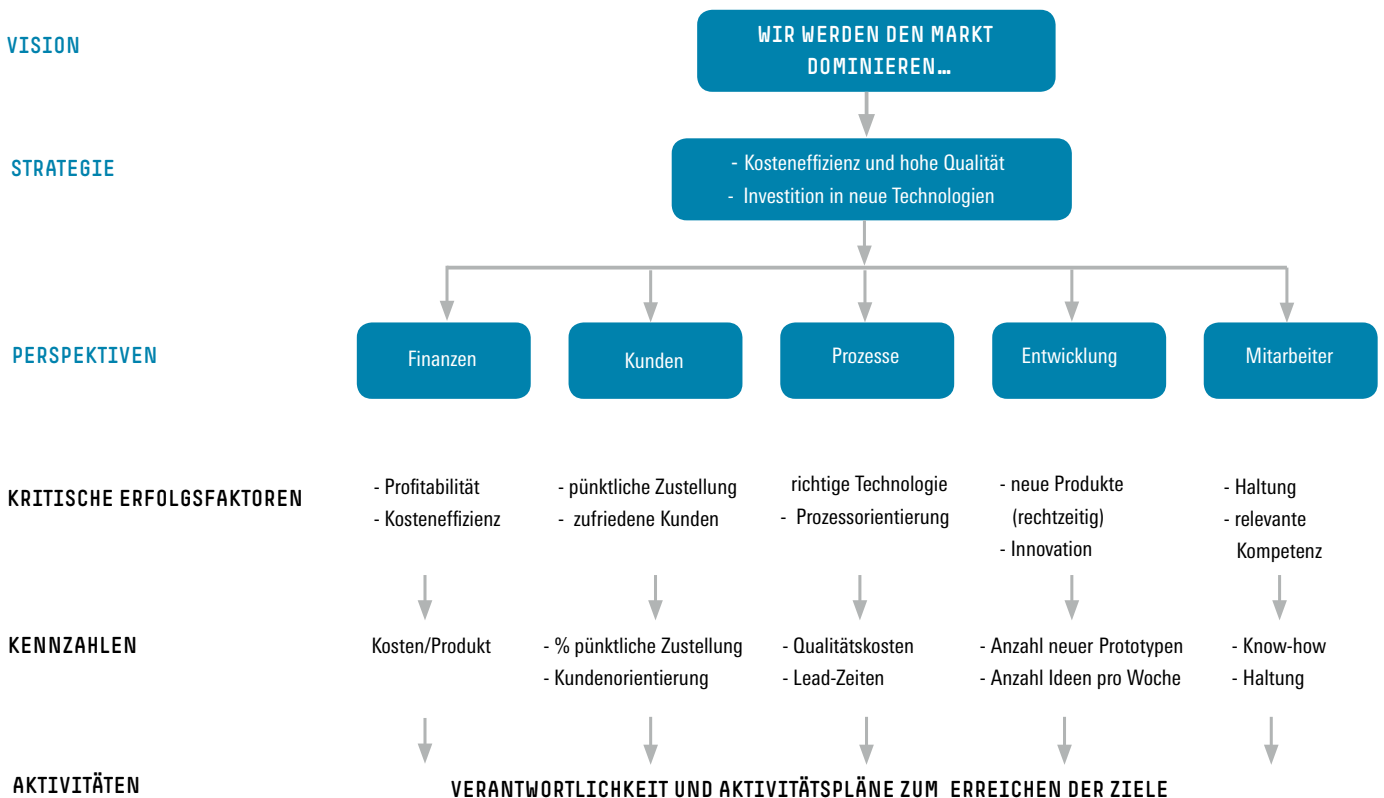 VISION
WIR WERDEN DEN MARKT
DOMINIEREN…
STRATEGIE
- Kosteneffizienz und hohe Qualität
- Investition in neue Technologien
PERSPEKTIVEN
Finanzen
Kunden
Prozesse
Entwicklung
Mitarbeiter
KRITISCHE ERFOLGSFAKTOREN
- Profitabilität
- Kosteneffizienz
- pünktliche Zustellung
- zufriedene Kunden
richtige Technologie
- Prozessorientierung
- neue Produkte
(rechtzeitig)
- Innovation
- Haltung
- relevante
Kompetenz
KENNZAHLEN
Kosten/Produkt
- % pünktliche Zustellung
- Kundenorientierung
- Qualitätskosten
- Lead-Zeiten
- Anzahl neuer Prototypen
- Anzahl Ideen pro Woche
- Know-how
- Haltung
AKTIVITÄTEN
VERANTWORTLICHKEIT UND AKTIVITÄTSPLÄNE ZUM ERREICHEN DER ZIELE